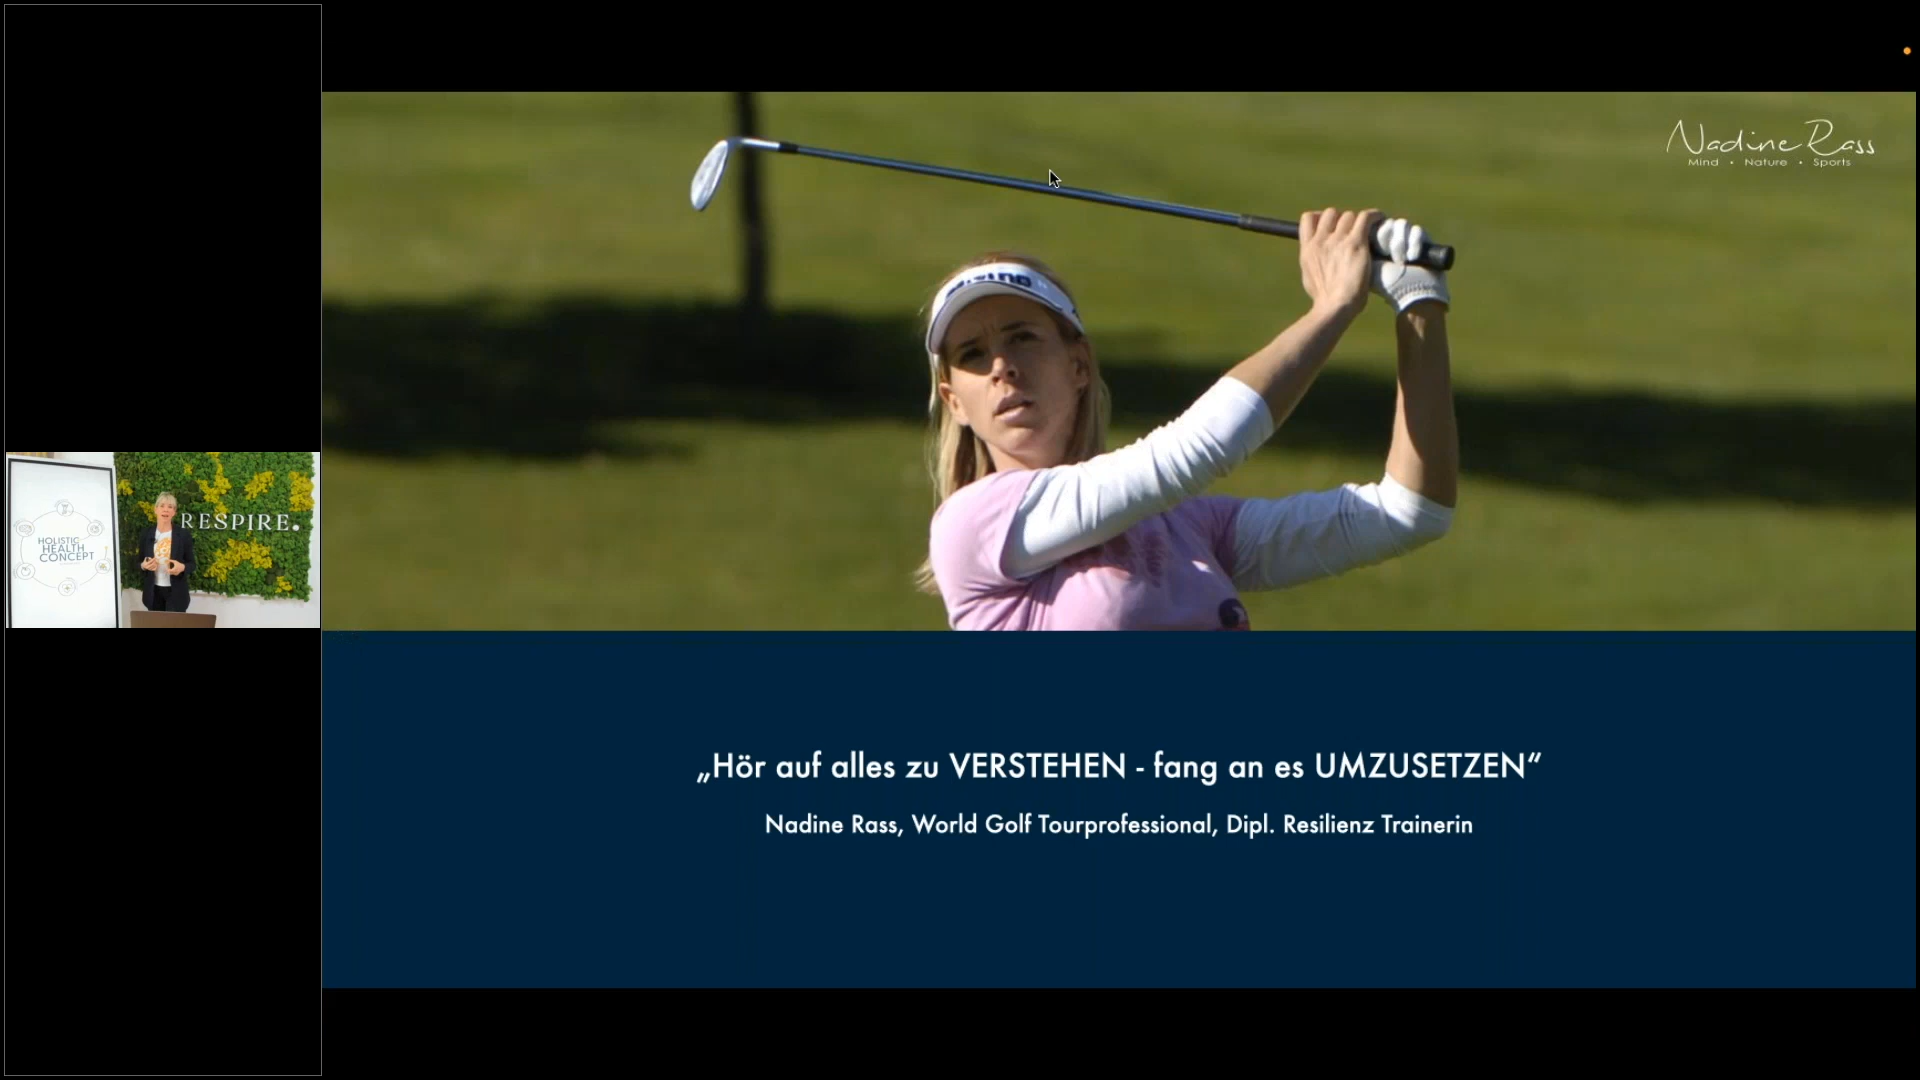 HOLISTIC
HEALTH
CONCEPT
RESPIRE.
Nadine Rass
Mind • Nature • Sports
„Hör auf alles zu VERSTEHEN - fang an es UMZUSETZEN“
Nadine Rass, World Golf Tourprofessional, Dipl. Resilienz Trainerin